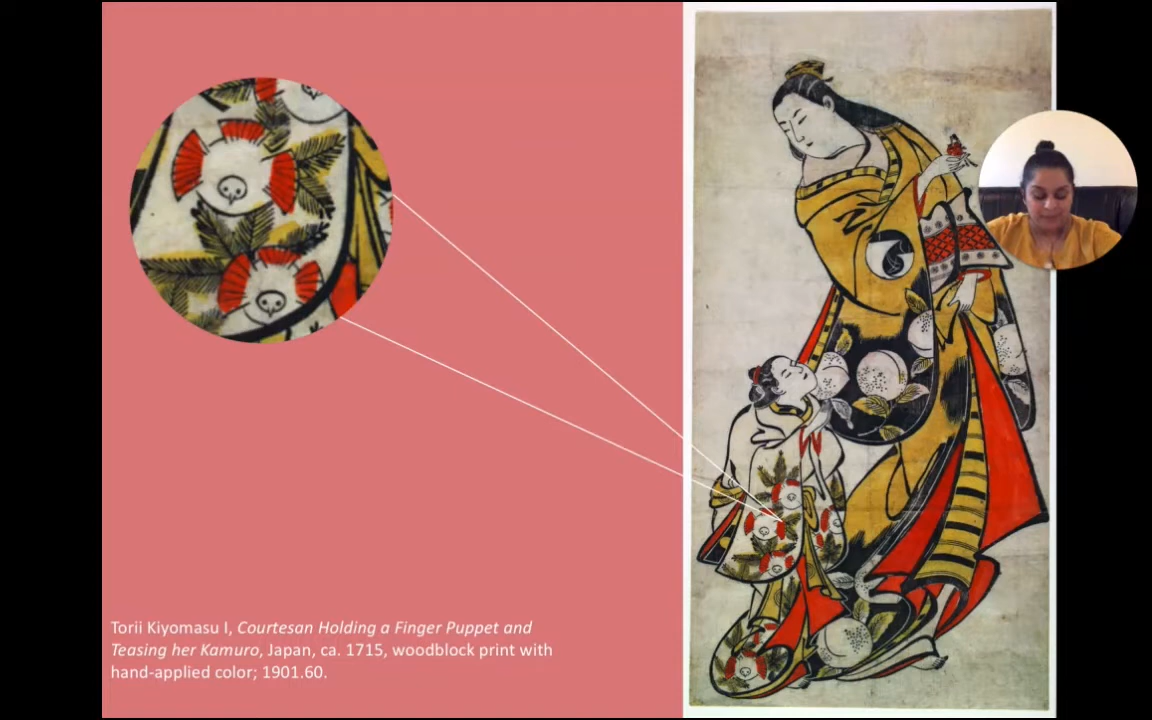 Torii Kiyomasu I, Courtesan Holding a Finger Puppet and
Teasing her Kamuro, Japan, ca. 1715, woodblock print with
hand-applied color; 1901.60.